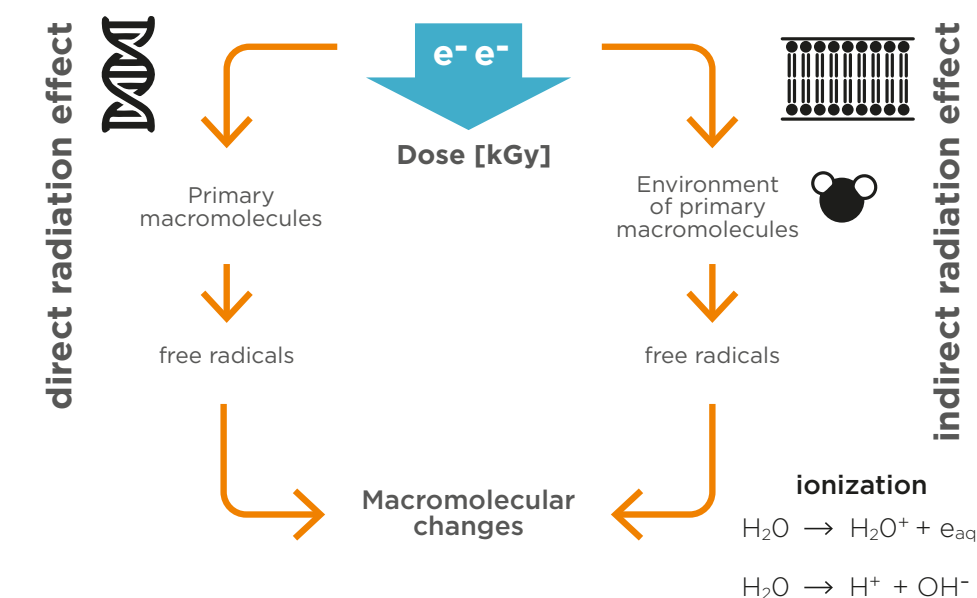 direct radiation effect
e⁻ e⁻
Dose [kGy]
Primary
macromolecules
free radicals
Environment
of primary
macromolecules
free radicals
indirect radiation effect
Macromolecular
changes
ionization
H₂O → H₂O⁺ + eaq
H₂O → H⁺ + OH⁻